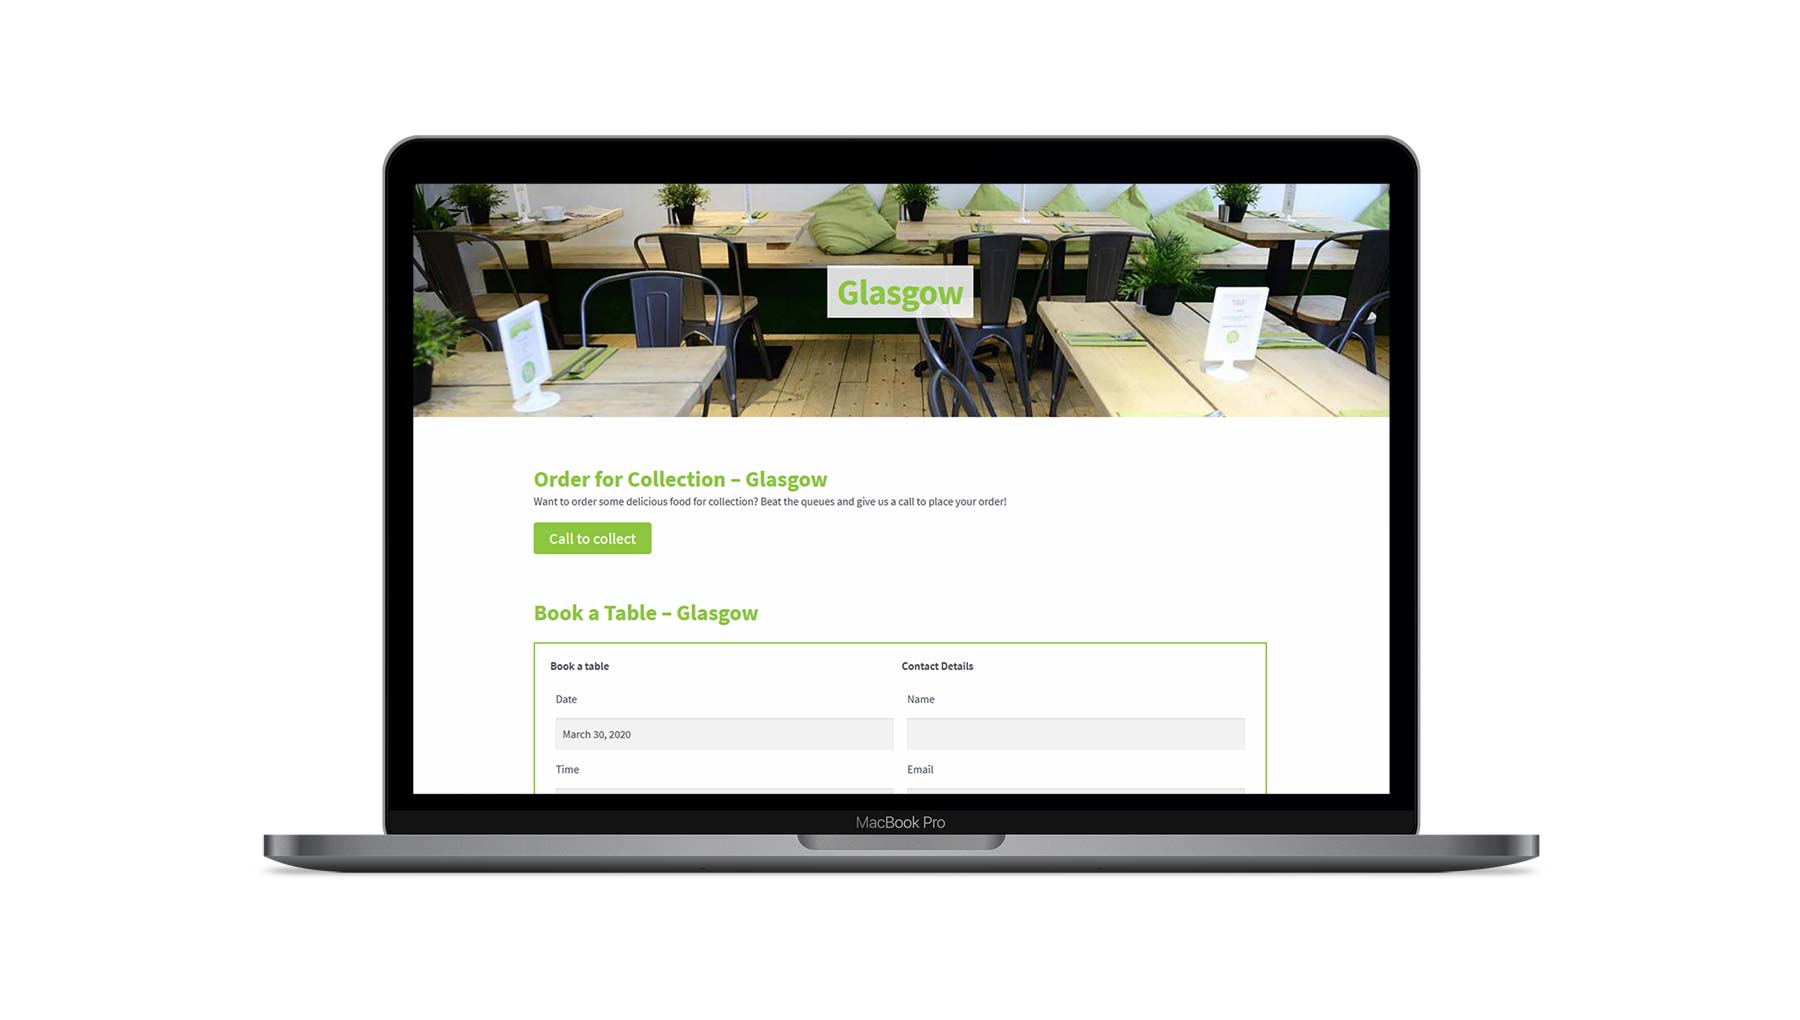 Glasgow
Order for Collection – Glasgow
Want to order some delicious food for collection? Beat the queues and give us a call to place your order!
Call to collect
Book a Table – Glasgow
Book a table
Contact Details
Date
Name
March 30, 2020
Time
Email
MacBook Pro